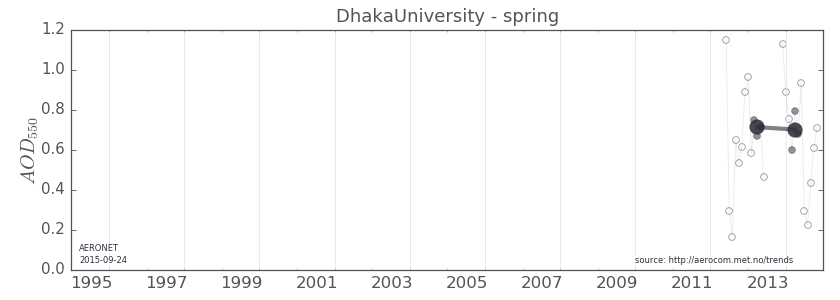 DhakaUniversity - spring
1.2
1.0
0.8
0.6
0.4
0.2
0.0
AOD550
AERONET
2015-09-24
source: http://aerocom.met.no/trends
1995 1997 1999 2001 2003 2005 2007 2009 2011 2013